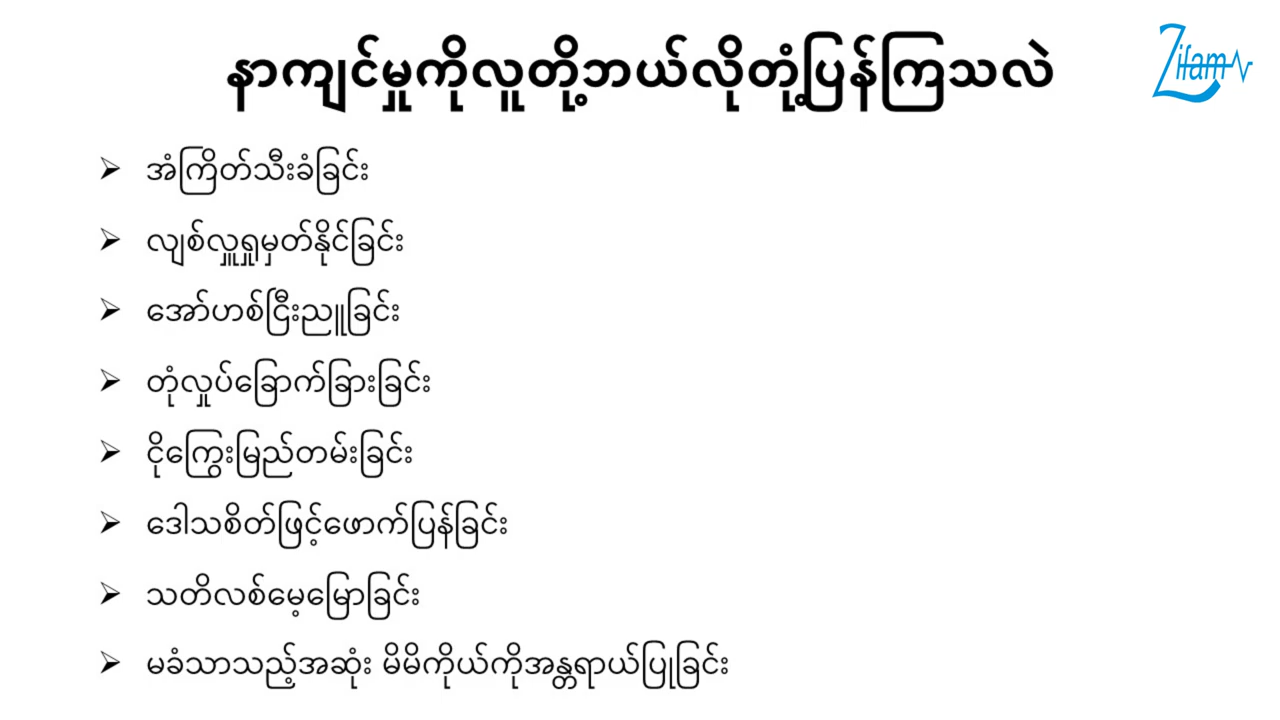 နာကျင်မှုကိုလူတို့ဘယ်လိုတုံ့ပြန်ကြသလဲ
Zifam
အံကြိတ်သီးခံခြင်း
လျစ်လှူရှုမှတ်နိုင်ခြင်း
အော်ဟစ်ငြီးညူခြင်း
တုံလှုပ်ခြောက်ခြားခြင်း
ငိုကြွေးမြည်တမ်းခြင်း
ဒေါသစိတ်ဖြင့်ဖောက်ပြန်ခြင်း
သတိလစ်မေ့မြောခြင်း
မခံသာသည့်အဆုံး မိမိကိုယ်ကိုအန္တရာယ်ပြုခြင်း